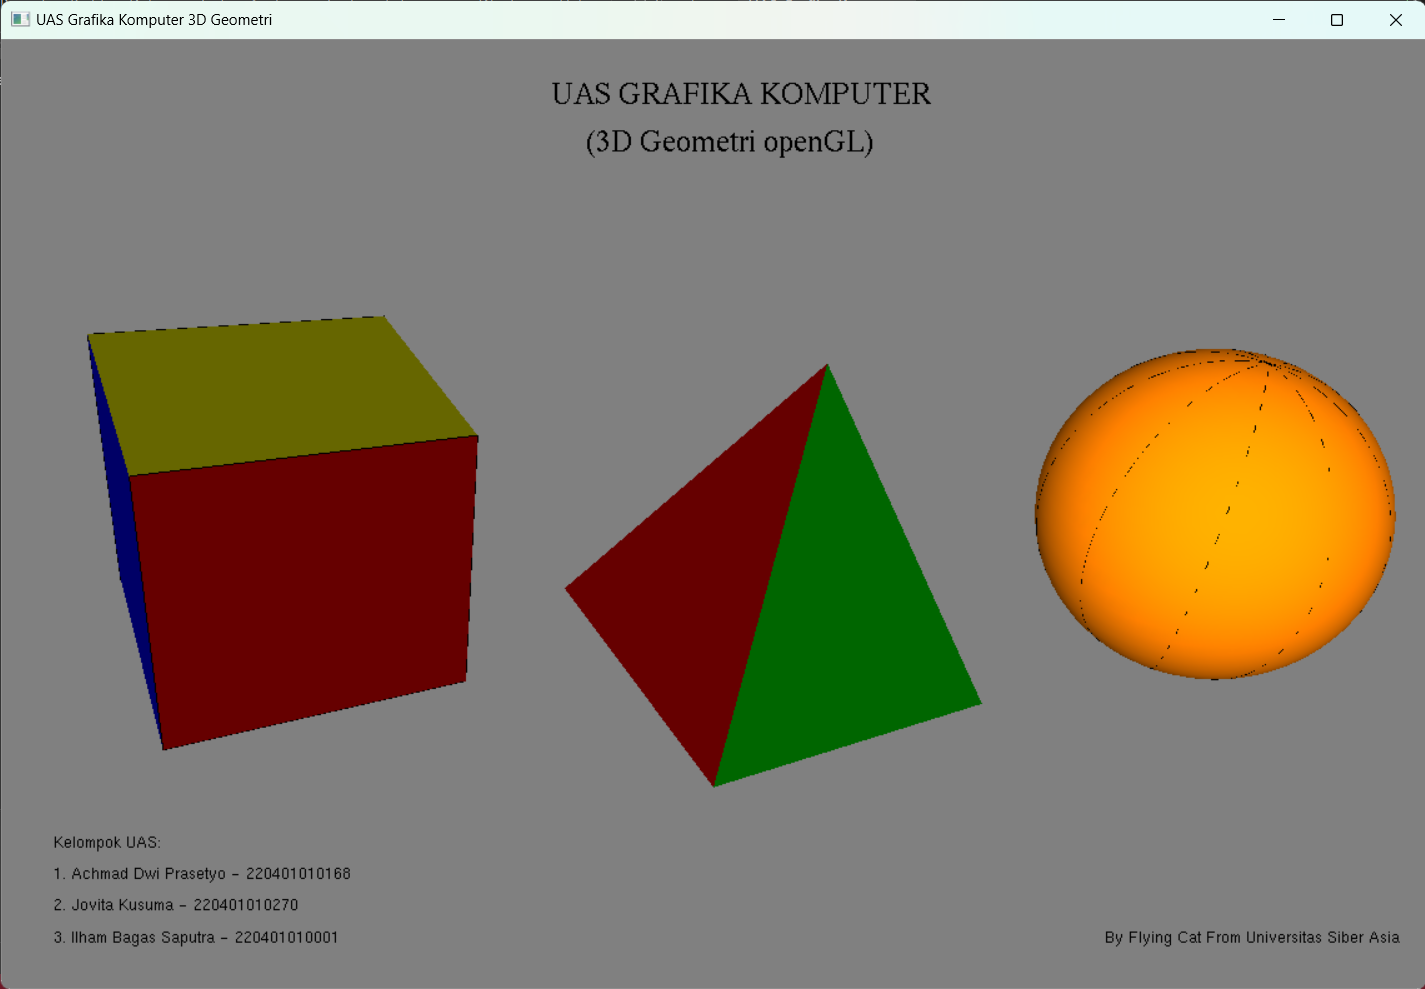 UAS Grafika Komputer 3D Geometri
UAS GRAFIKA KOMPUTER
(3D Geometri openGL)
Kelompok UAS:
1. Achmad Dwi Prasetyo - 220401010168
2. Jovita Kusuma - 220401010270
3. Ilham Bagas Saputra - 220401010001
By Flying Cat From Universitas Siber Asia